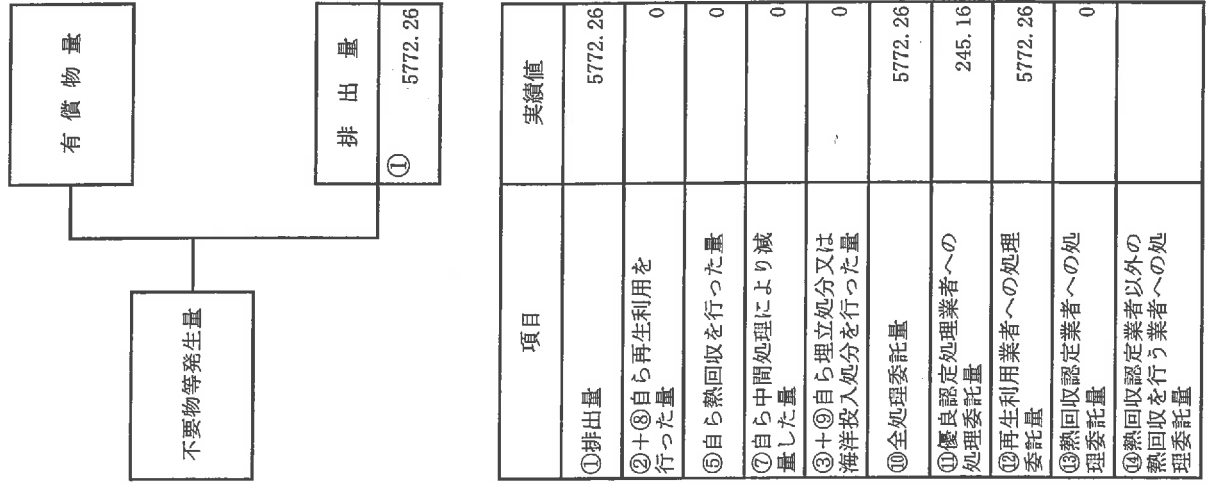 有償物量
不要物等発生量
排出量
①
5772.26
項目
実績値
①排出量
5772.26
②+⑧自ら再生利用を
行った量
0
⑤自ら熱回収を行った量
0
⑦自ら中間処理により減
量した量
0
③+⑨自ら埋立処分又は
海洋投入処分を行った量
0
⑩全処理委託量
5772.26
⑪優良認定処理業者への
処理委託量
245.16
⑫再生利用業者への処理
委託量
5772.26
⑬熱回収認定業者への処
理委託量
0
⑭熱回収認定業者以外の
熱回収を行う業者への処
理委託量